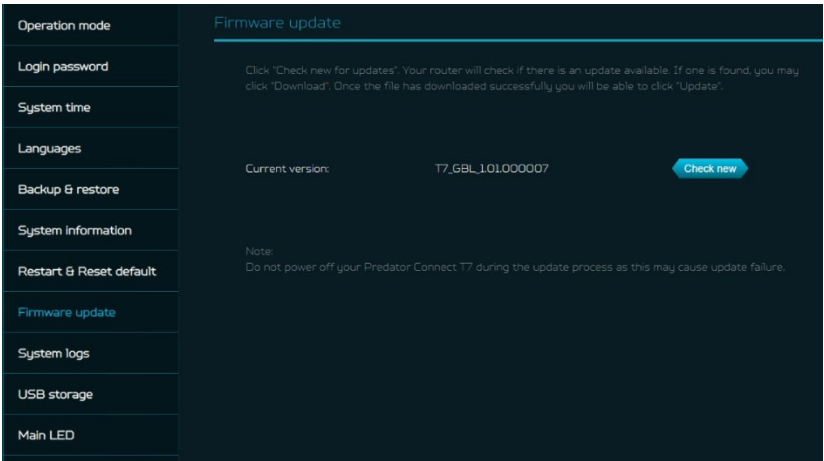 Operation mode
Login password
System time
Languages
Backup & restore
System information
Restart & Reset default
Firmware update
System logs
USB storage
Main LED
Firmware update
Click "Check new for updates". Your router will check if there is an update available. If one is found, you may
click "Download". Once the file has downloaded successfully you will be able to click "Update".
Current version: T7_GBL_1.01.000007 Check new
Note:
Do not power off your Predator Connect T7 during the update process as this may cause update failure.